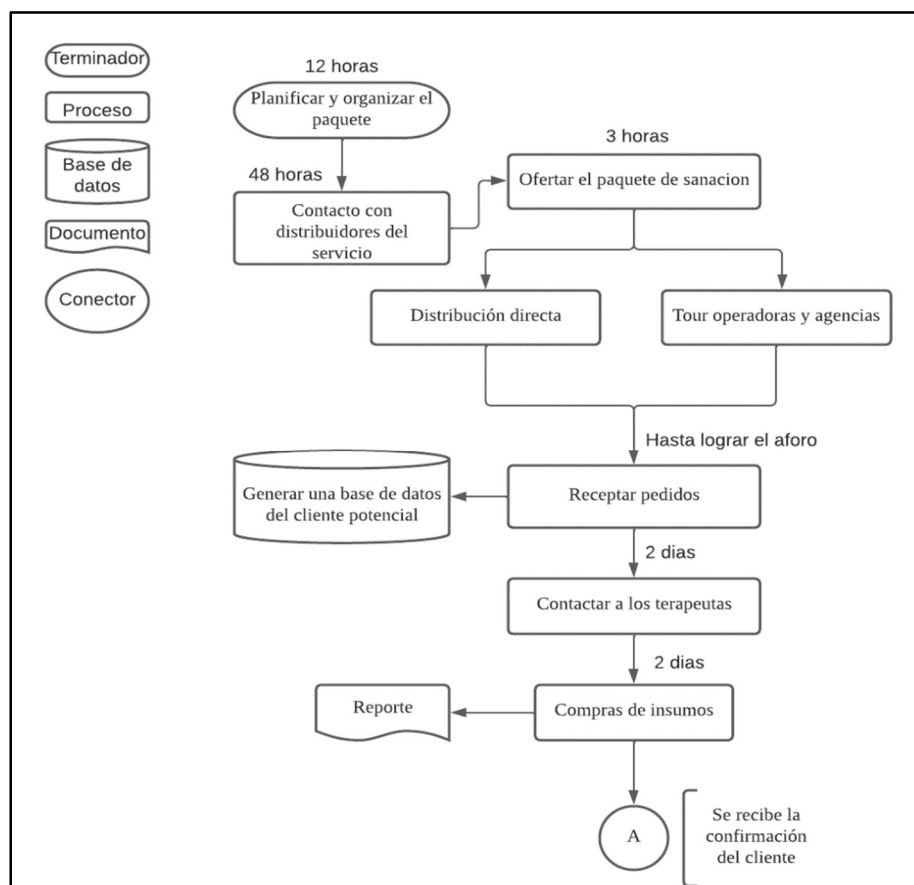 Terminador
Proceso
Base de
datos
Documento
Conector
12 horas
Planificar y organizar el
paquete
48 horas
Contacto con
distribuidores del
servicio
3 horas
Ofertar el paquete de sanacion
Distribución directa
Tour operadoras y agencias
Hasta lograr el aforo
Receptar pedidos
Generar una base de datos
del cliente potencial
2 dias
Contactar a los terapeutas
2 dias
Compras de insumos
Reporte
A
Se recibe la
confirmación
del cliente